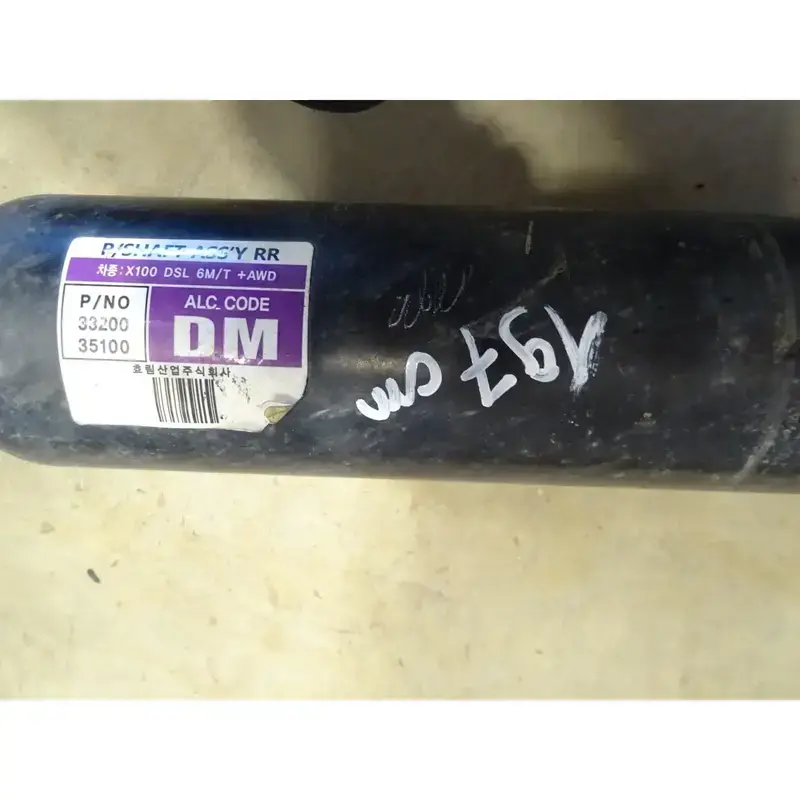 P/SHAFT ASS'Y RR
차종:X100 DSL 6M/T +AWD
P/NO
33200
35100
ALC CODE
DM
효림산업주식회사
197 cm